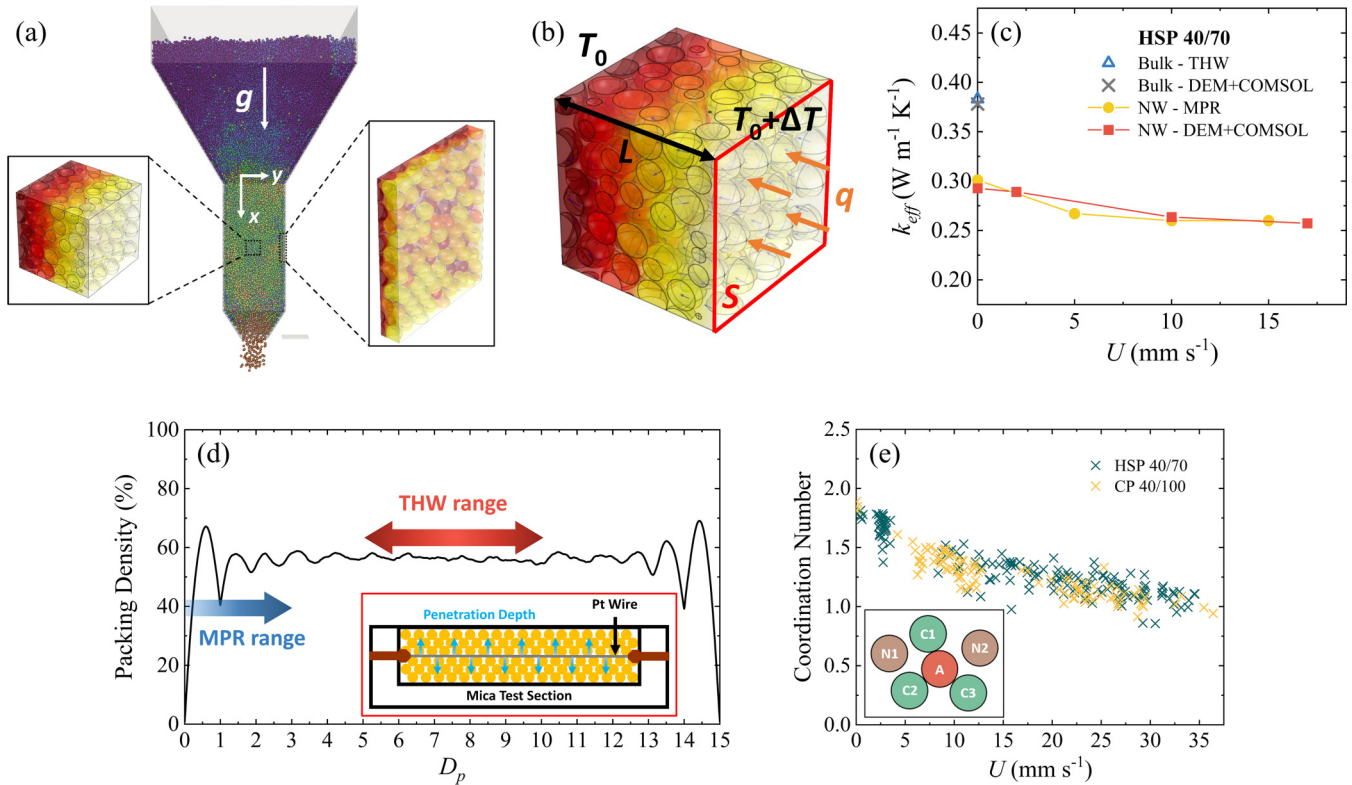 (a)
g
y
x
(b)
T0
T0+ΔT
L
q
S
(c)
HSP 40/70
Bulk - THW
Bulk - DEM+COMSOL
NW - MPR
NW - DEM+COMSOL
keff (W m⁻¹ K⁻¹)
0.45
0.40
0.35
0.30
0.25
0.20
0
5
10
15
U (mm s⁻¹)
(d)
Packing Density (%)
100
80
60
40
20
0
THW range
MPR range
Penetration Depth
Pt Wire
Mica Test Section
0 1 2 3 4 5 6 7 8 9 10 11 12 13 14 15
Dp
(e)
Coordination Number
2.5
2.0
1.5
1.0
0.5
0.0
HSP 40/70
CP 40/100
C1
N1
N2
A
C2
C3
0 5 10 15 20 25 30 35
U (mm s⁻¹)